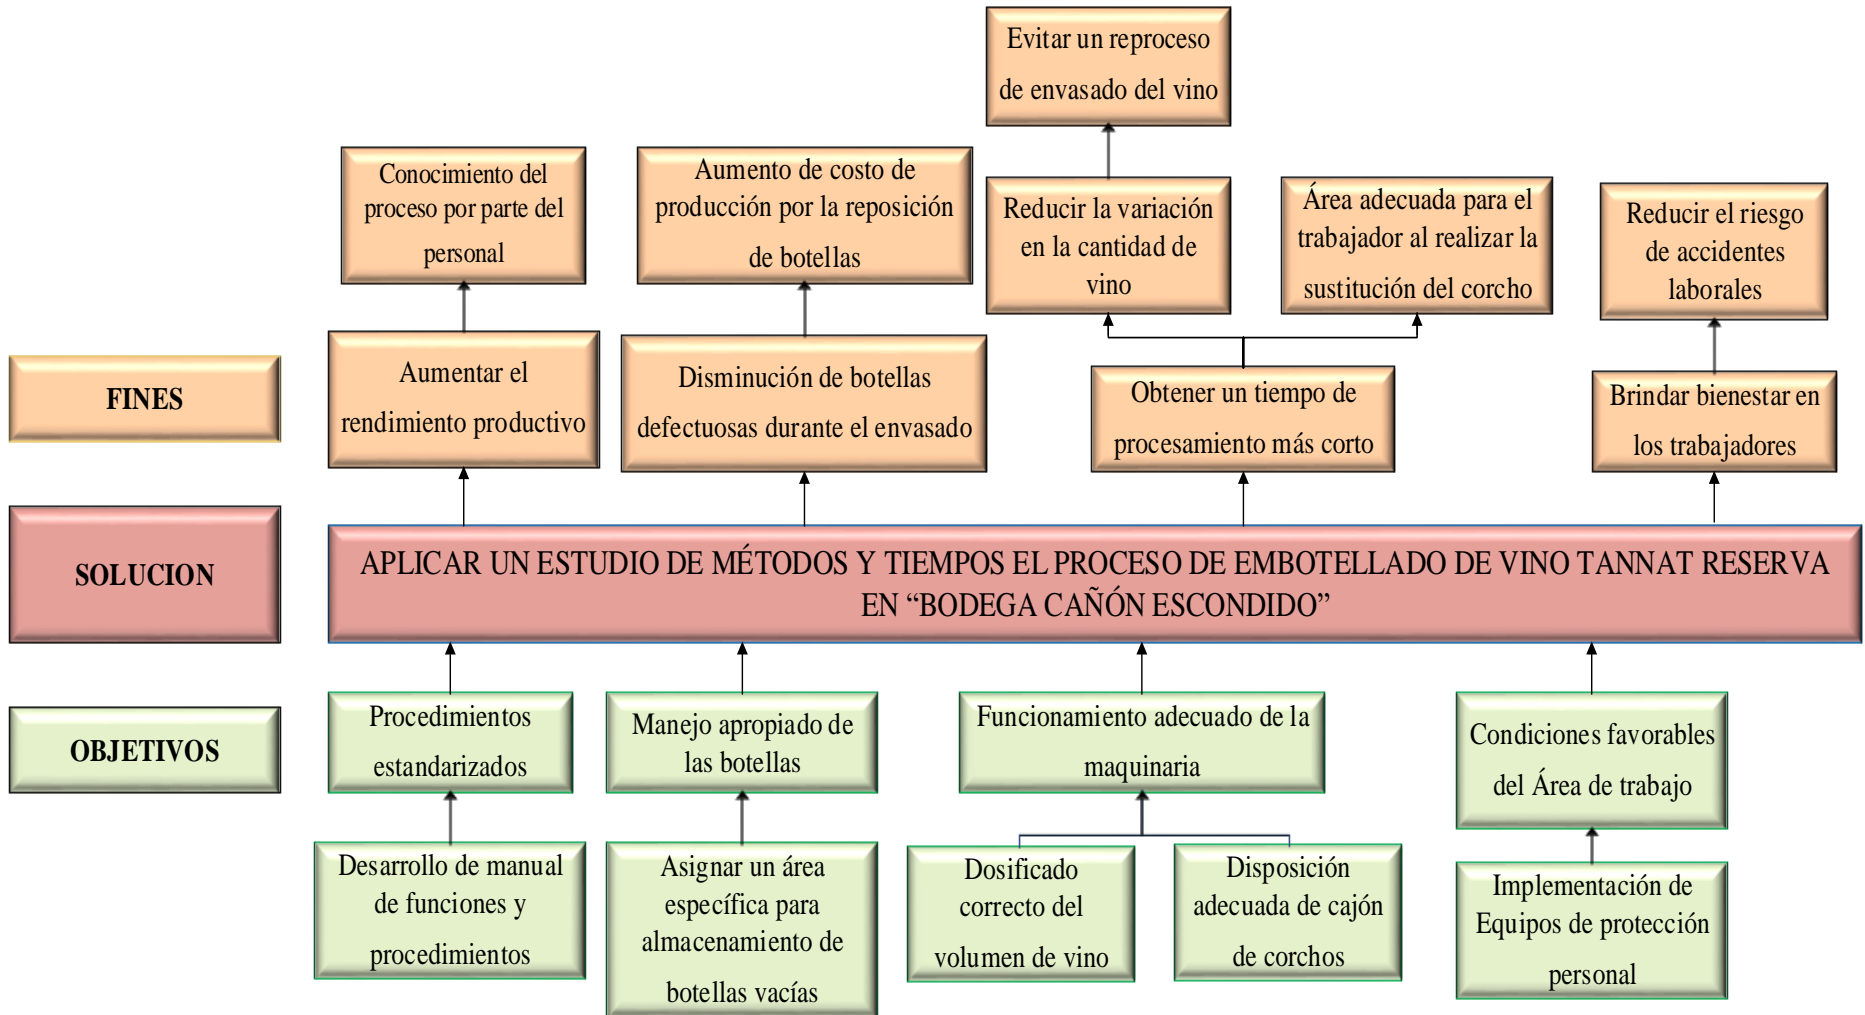 Evitar un reproceso
de envasado del vino
Conocimiento del
proceso por parte del
personal
Aumento de costo de
producción por la reposición
de botellas
Reducir la variación
en la cantidad de
vino
Área adecuada para el
trabajador al realizar la
sustitución del corcho
Reducir el riesgo
de accidentes
laborales
FINES
Aumentar el
rendimiento productivo
Disminución de botellas
defectuosas durante el envasado
Obtener un tiempo de
procesamiento más corto
Brindar bienestar en
los trabajadores
SOLUCION
APLICAR UN ESTUDIO DE MÉTODOS Y TIEMPOS EL PROCESO DE EMBOTELLADO DE VINO TANNAT RESERVA
EN “BODEGA CAÑÓN ESCONDIDO”
OBJETIVOS
Procedimientos
estandarizados
Manejo apropiado de
las botellas
Funcionamiento adecuado de la
maquinaria
Condiciones favorables
del Área de trabajo
Desarrollo de manual
de funciones y
procedimientos
Asignar un área
específica para
almacenamiento de
botellas vacías
Dosificado
correcto del
volumen de vino
Disposición
adecuada de cajón
de corchos
Implementación de
Equipos de protección
personal